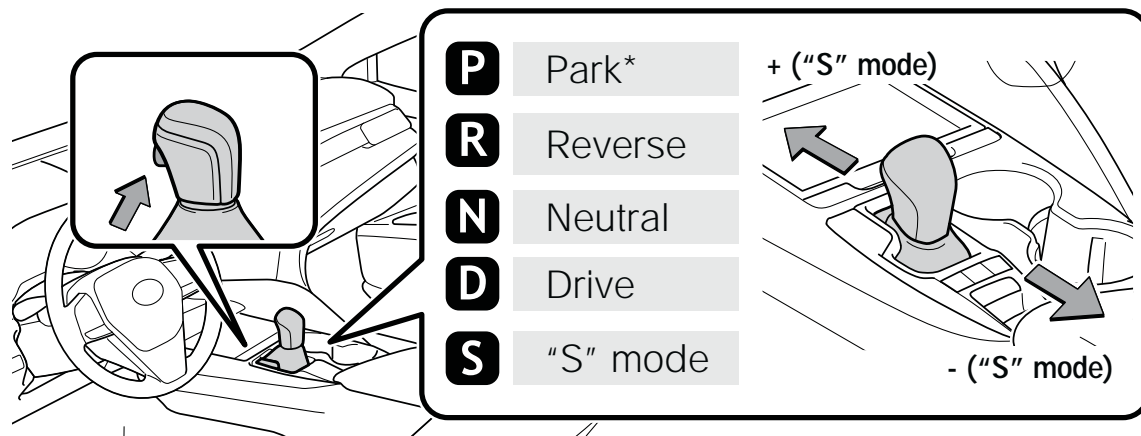 P Park*
R Reverse
N Neutral
D Drive
S "S" mode
+ ("S" mode)
- ("S" mode)